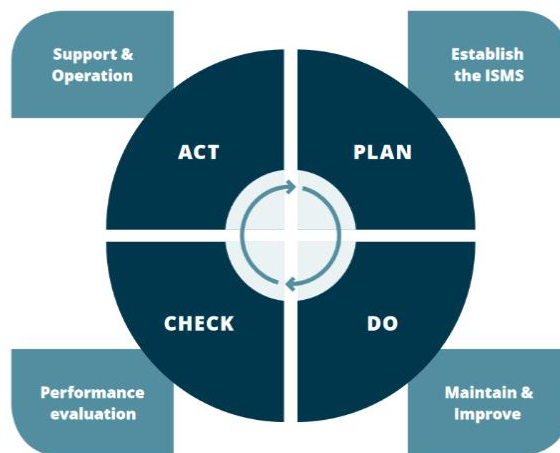 Support &
Operation
Establish
the ISMS
ACT
PLAN
CHECK
DO
Performance
evaluation
Maintain &
Improve